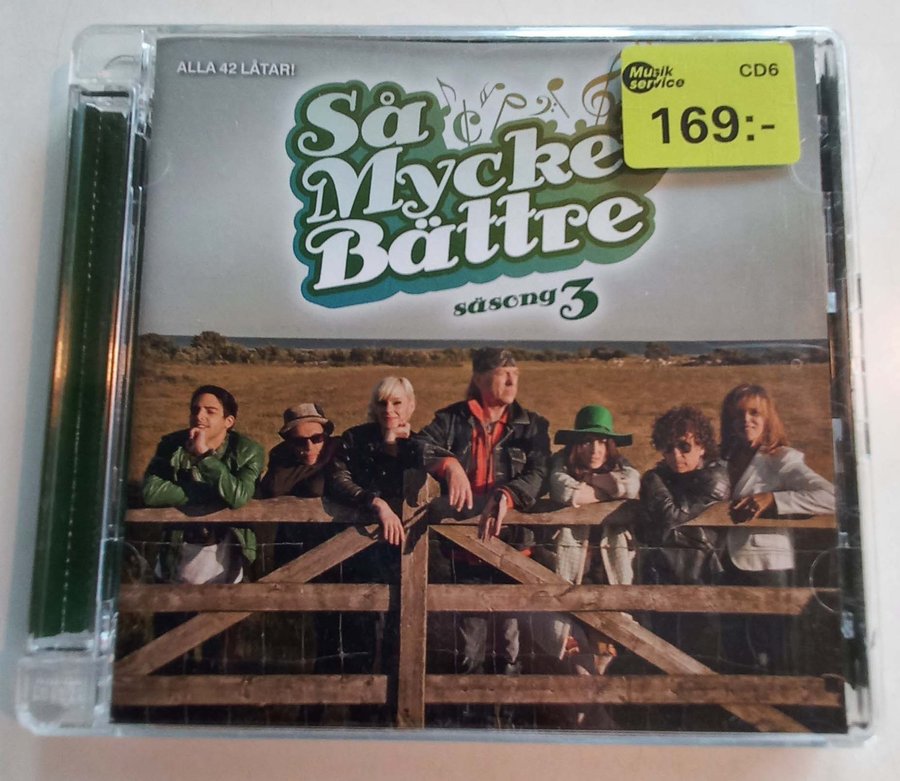 ALLA 42 LÅTAR!
Så
Mycke
Bättre
säsong 3
Musik
service
CD6
169:-